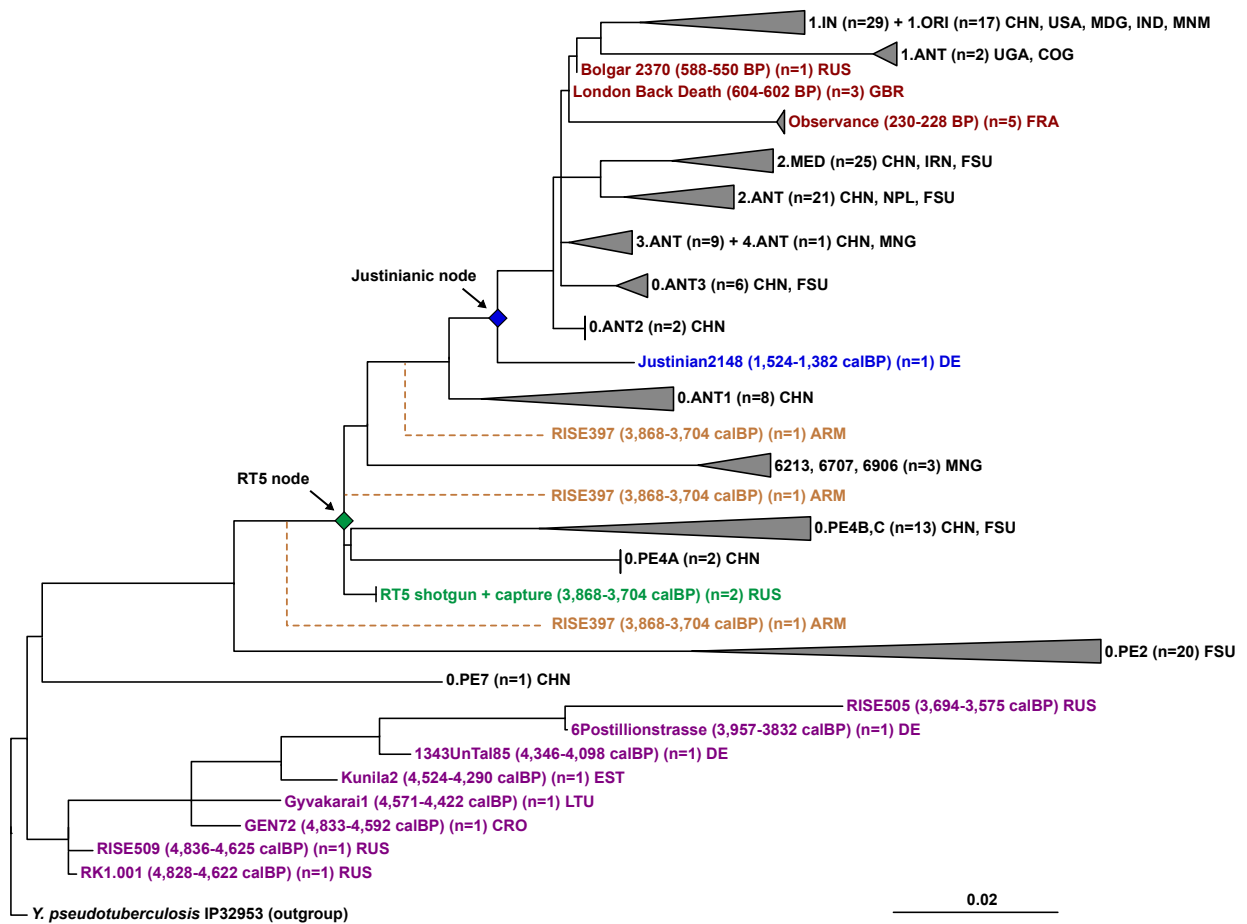 1.IN (n=29) + 1.ORI (n=17) CHN, USA, MDG, IND, MNM
1.ANT (n=2) UGA, COG
Bolgar 2370 (588-550 BP) (n=1) RUS
London Back Death (604-602 BP) (n=3) GBR
Observance (230-228 BP) (n=5) FRA
2.MED (n=25) CHN, IRN, FSU
2.ANT (n=21) CHN, NPL, FSU
3.ANT (n=9) + 4.ANT (n=1) CHN, MNG
Justinianic node
0.ANT3 (n=6) CHN, FSU
0.ANT2 (n=2) CHN
Justinian2148 (1,524-1,382 calBP) (n=1) DE
0.ANT1 (n=8) CHN
RISE397 (3,868-3,704 calBP) (n=1) ARM
6213, 6707, 6906 (n=3) MNG
RT5 node
RISE397 (3,868-3,704 calBP) (n=1) ARM
0.PE4B,C (n=13) CHN, FSU
0.PE4A (n=2) CHN
RT5 shotgun + capture (3,868-3,704 calBP) (n=2) RUS
RISE397 (3,868-3,704 calBP) (n=1) ARM
0.PE2 (n=20) FSU
0.PE7 (n=1) CHN
RISE505 (3,694-3,575 calBP) RUS
6Postillionstrasse (3,957-3832 calBP) (n=1) DE
1343UnTal85 (4,346-4,098 calBP) (n=1) DE
Kunila2 (4,524-4,290 calBP) (n=1) EST
Gyvakarai1 (4,571-4,422 calBP) (n=1) LTU
GEN72 (4,833-4,592 calBP) (n=1) CRO
RISE509 (4,836-4,625 calBP) (n=1) RUS
RK1.001 (4,828-4,622 calBP) (n=1) RUS
0.02
Y. pseudotuberculosis IP32953 (outgroup)